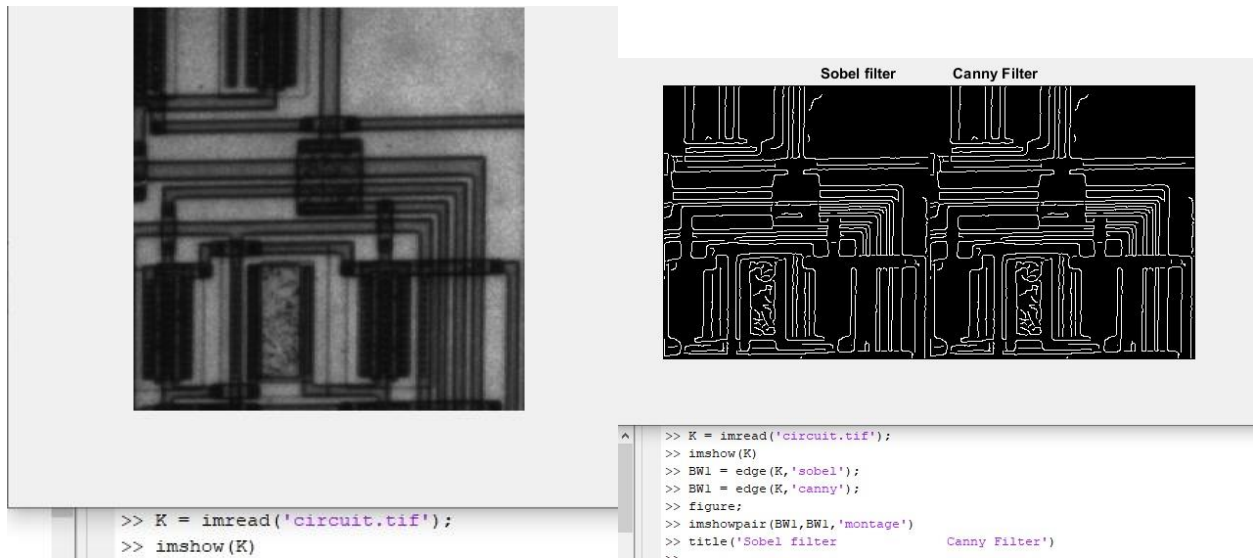 Sobel filter Canny Filter
>> K = imread('circuit.tif');
>> imshow(K)
>> K = imread('circuit.tif');
>> imshow(K)
>> BW1 = edge(K,'sobel');
>> BW1 = edge(K,'canny');
>> figure;
>> imshowpair(BW1,BW1,'montage')
>> title('Sobel filter                Canny Filter')
>>